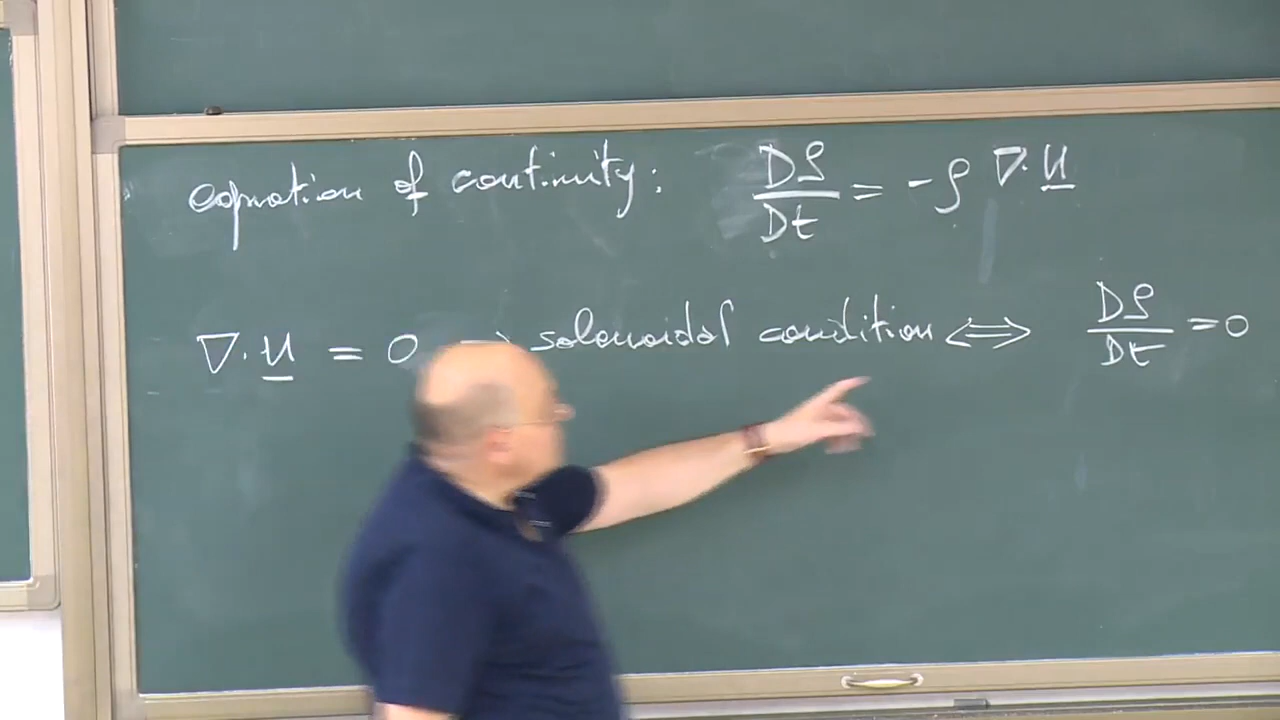 equation of continuity: Dρ/Dt = -ρ ∇·u
∇·u = 0 → solenoidal condition ⟺ Dρ/Dt = 0